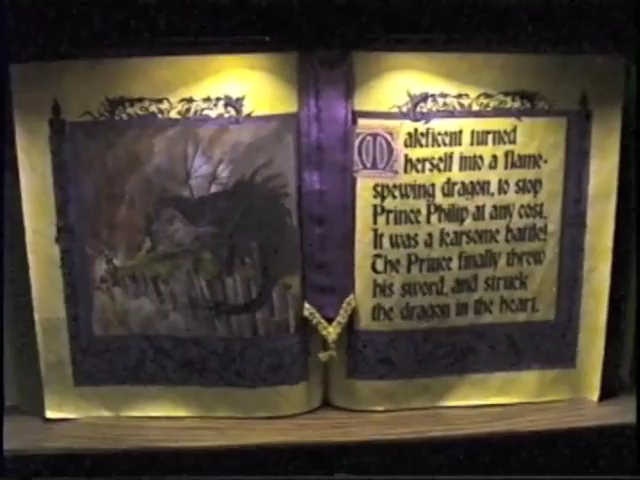 Maleficent turned
herself into a flame-
spewing dragon, to stop
Prince Philip at any cost.
It was a fearsome battle!
The Prince finally threw
his sword, and struck
the dragon in the heart.